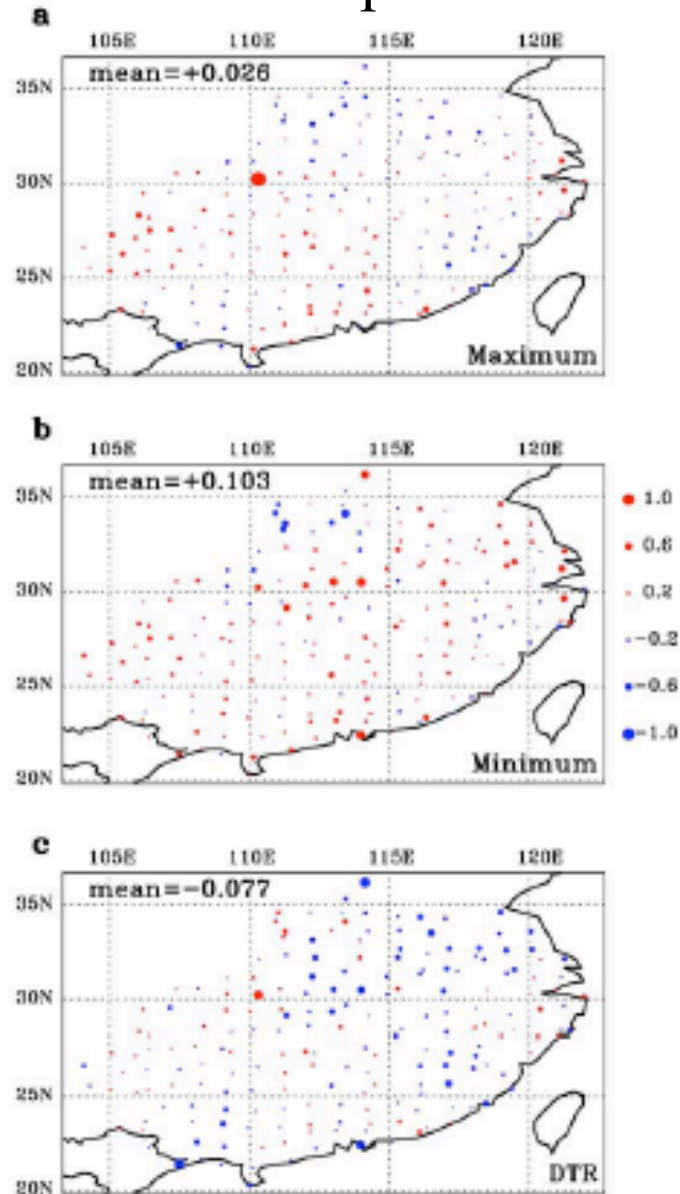 a
105E 110E 115E 120E
mean=+0.026
35N
30N
25N
20N
Maximum
b
105E 110E 115E 120E
mean=+0.103
35N
30N
25N
20N
Minimum
1.0
0.6
0.2
-0.2
-0.6
-1.0
c
105E 110E 115E 120E
mean=-0.077
35N
30N
25N
20N
DTR